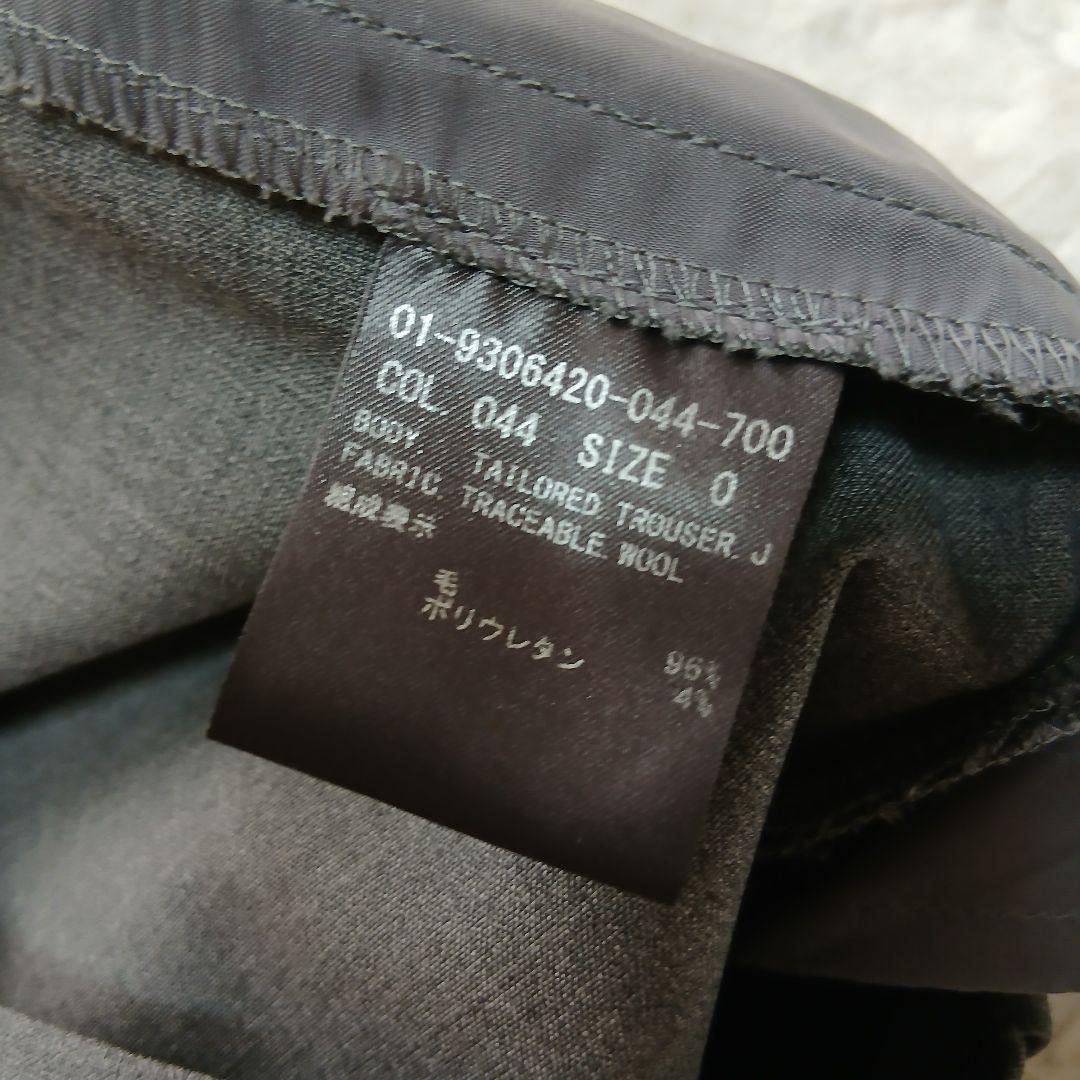 01-9306420-044-700
COL. 044 SIZE 0
BODY. TAILORED TROUSER.J
FABRIC.TRACEABLE.WOOL
組成表示
毛 96%
ポリウレタン 4%